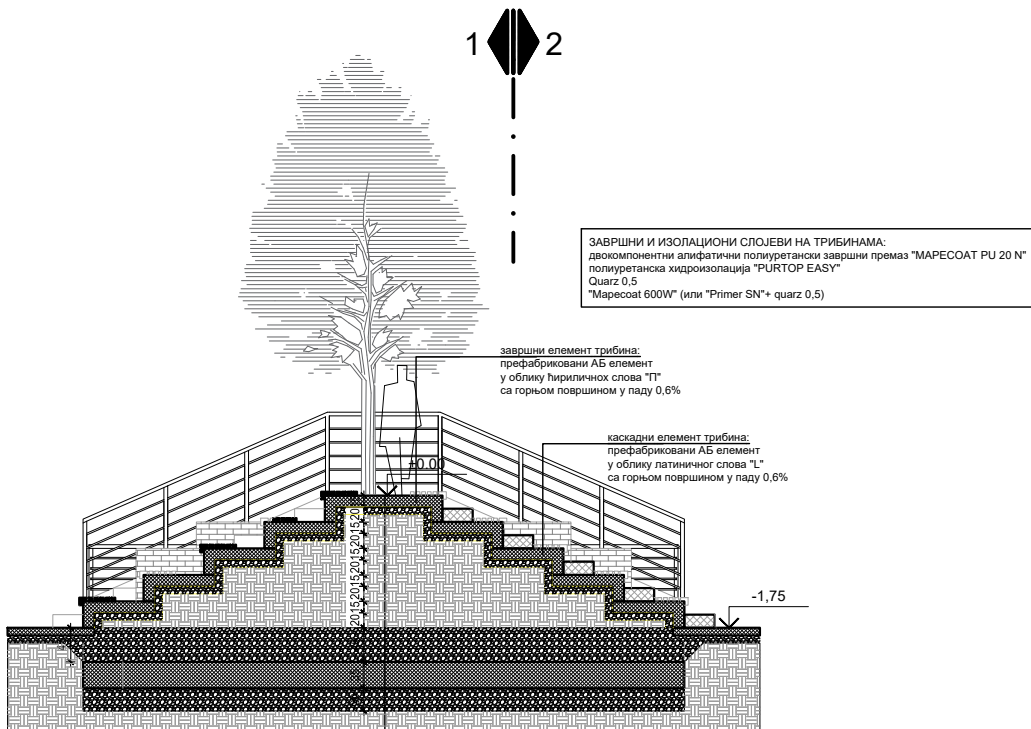 1 2
ЗАВРШНИ И ИЗОЛАЦИОНИ СЛОЈЕВИ НА ТРИБИНАМА:
двокомпонентни алифатични полиуретански завршни премаз "MAPECOAT PU 20 N"
полиуретанска хидроизолација "PURTOP EASY"
Quarz 0,5
"Mapecoat 600W" (или "Primer SN"+ quarz 0,5)
завршни елемент трибина:
префабриковани АБ елемент
у облику ћириличнох слова "П"
са горњом површином у паду 0,6%
каскадни елемент трибина:
префабриковани АБ елемент
у облику латиничног слова "L"
са горњом површином у паду 0,6%
±0.00
-1,75
2015201520152015201520